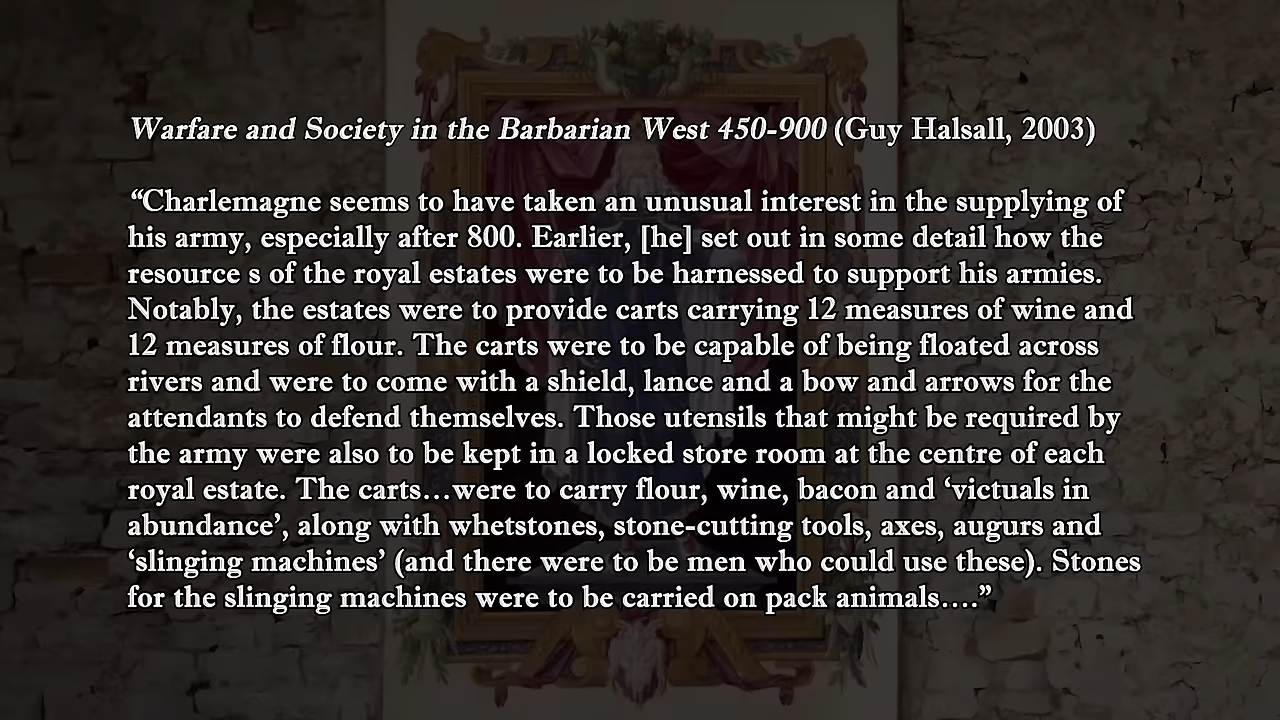 Warfare and Society in the Barbarian West 450-900 (Guy Halsall, 2003)
“Charlemagne seems to have taken an unusual interest in the supplying of
his army, especially after 800. Earlier, [he] set out in some detail how the
resource s of the royal estates were to be harnessed to support his armies.
Notably, the estates were to provide carts carrying 12 measures of wine and
12 measures of flour. The carts were to be capable of being floated across
rivers and were to come with a shield, lance and a bow and arrows for the
attendants to defend themselves. Those utensils that might be required by
the army were also to be kept in a locked store room at the centre of each
royal estate. The carts…were to carry flour, wine, bacon and ‘victuals in
abundance’, along with whetstones, stone-cutting tools, axes, augurs and
‘slinging machines’ (and there were to be men who could use these). Stones
for the slinging machines were to be carried on pack animals….”